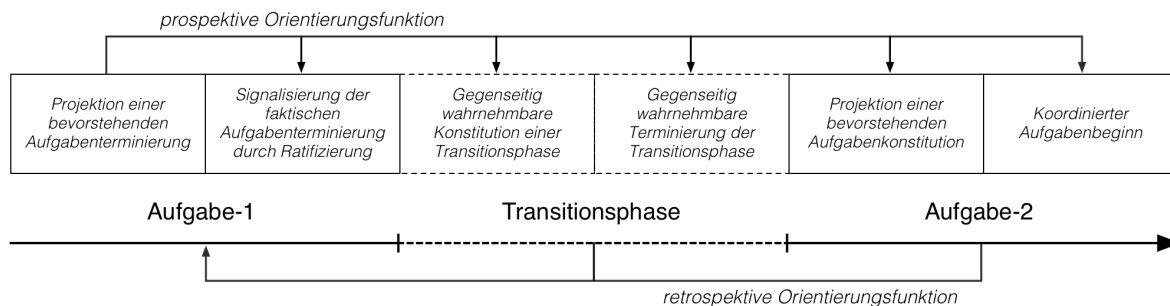 prospektive Orientierungsfunktion
Projektion einer
bevorstehenden
Aufgabenterminierung
Signalisierung der
faktischen
Aufgabenterminierung
durch Ratifizierung
Gegenseitig
wahrnehmbare
Konstitution einer
Transitionsphase
Gegenseitig
wahrnehmbare
Terminierung der
Transitionsphase
Projektion einer
bevorstehenden
Aufgabenkonstitution
Koordinierter
Aufgabenbeginn
Aufgabe-1
Transitionsphase
Aufgabe-2
retrospektive Orientierungsfunktion